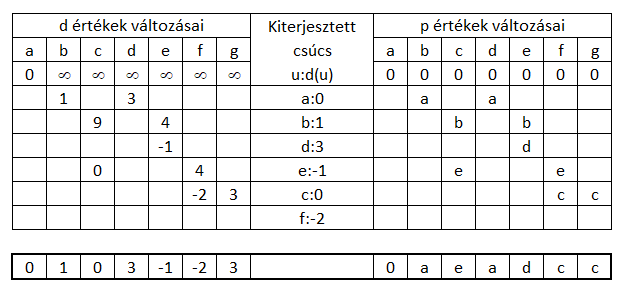 d értékek változásai Kiterjesztett csúcs u:d(u) p értékek változásai
a b c d e f g a b c d e f g
0 ∞ ∞ ∞ ∞ ∞ ∞ 0 0 0 0 0 0 0
1 3 a:0 a a
9 4 b:1 b b
-1 d:3 d
0 4 e:-1 e e
-2 3 c:0 c c
f:-2
0 1 0 3 -1 -2 3 0 a e a d c c